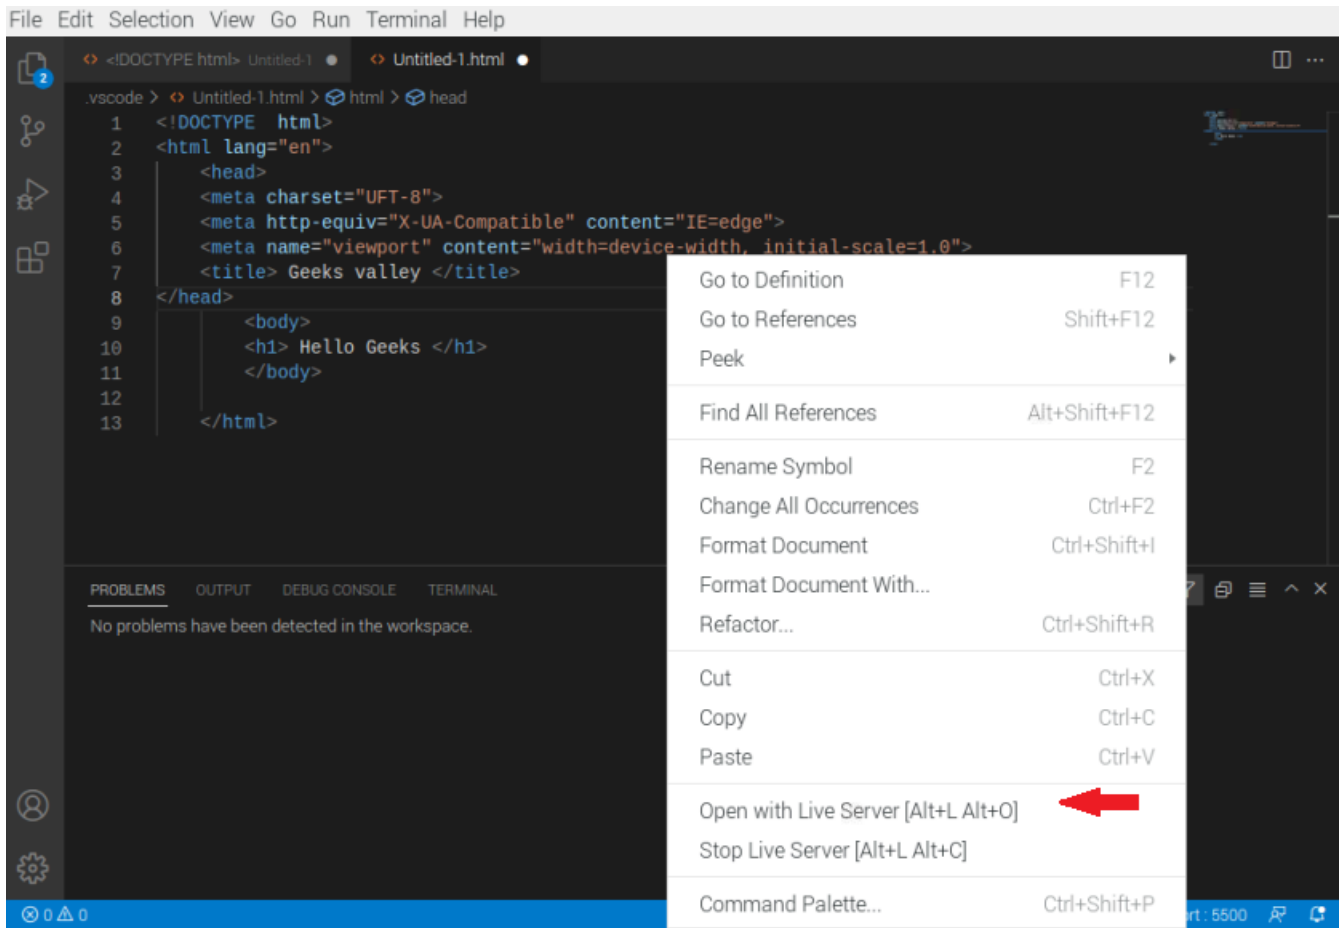 File Edit Selection View Go Run Terminal Help
<!DOCTYPE html> Untitled-1 Untitled-1.html
2
.vscode > Untitled-1.html > html > head
1 <!DOCTYPE  html>
2 <html lang="en">
3 <head>
4 <meta charset="UFT-8">
5 <meta http-equiv="X-UA-Compatible" content="IE=edge">
6 <meta name="viewport" content="width=device-width, initial-scale=1.0">
7 <title> Geeks valley </title>
8 </head>
9 <body>
10 <h1> Hello Geeks </h1>
11 </body>
12
13 </html>
Go to Definition F12
Go to References Shift+F12
Peek
Find All References Alt+Shift+F12
Rename Symbol F2
Change All Occurrences Ctrl+F2
Format Document Ctrl+Shift+I
Format Document With...
Refactor... Ctrl+Shift+R
Cut Ctrl+X
Copy Ctrl+C
Paste Ctrl+V
Open with Live Server [Alt+L Alt+O]
Stop Live Server [Alt+L Alt+C]
Command Palette... Ctrl+Shift+P
PROBLEMS OUTPUT DEBUG CONSOLE TERMINAL
No problems have been detected in the workspace.
0 0 : 5500